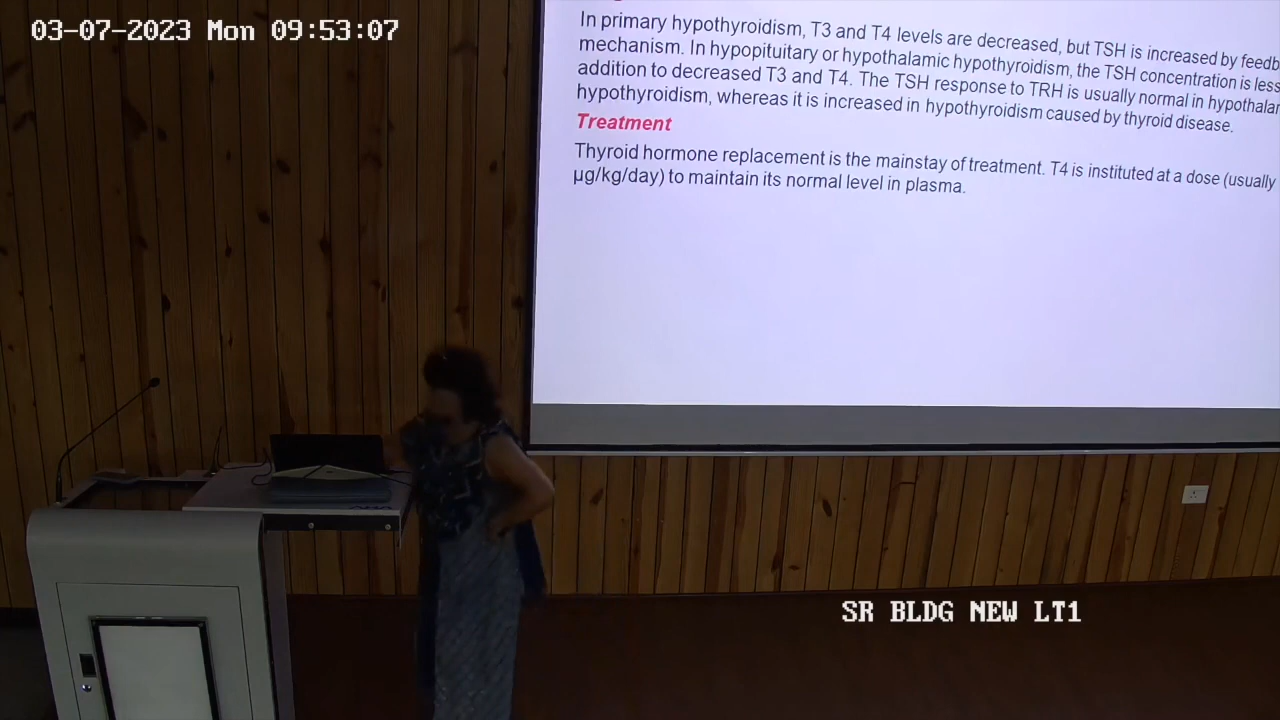 03-07-2023 Mon 09:53:07
In primary hypothyroidism, T3 and T4 levels are decreased, but TSH is increased by feedb
mechanism. In hypopituitary or hypothalamic hypothyroidism, the TSH concentration is less
addition to decreased T3 and T4. The TSH response to TRH is usually normal in hypothalar
hypothyroidism, whereas it is increased in hypothyroidism caused by thyroid disease.
Treatment
Thyroid hormone replacement is the mainstay of treatment. T4 is instituted at a dose (usually
µg/kg/day) to maintain its normal level in plasma.
SR BLDG NEW LT1